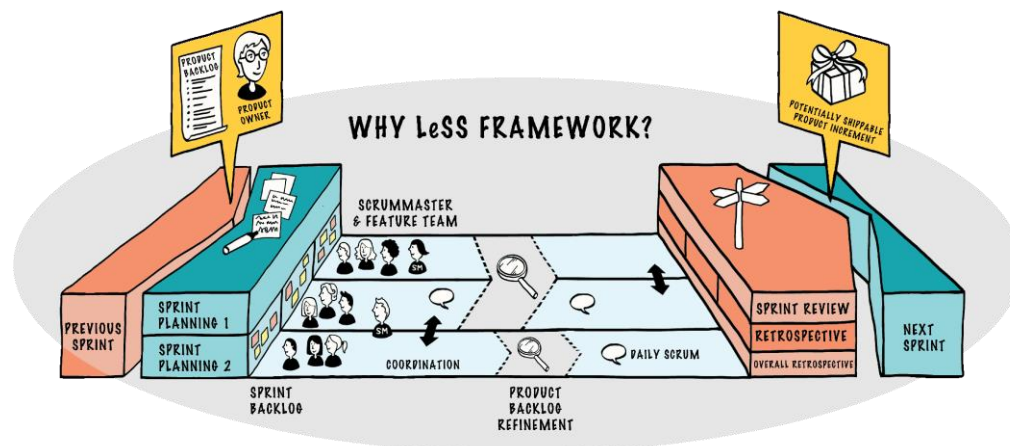 PRODUCT
BACKLOG
PRODUCT
OWNER
WHY LeSS FRAMEWORK?
POTENTIALLY SHIPPABLE
PRODUCT INCREMENT
SCRUMMASTER
& FEATURE TEAM
SM
SM
PREVIOUS
SPRINT
SPRINT
PLANNING 1
SPRINT
PLANNING 2
COORDINATION
DAILY SCRUM
SPRINT REVIEW
RETROSPECTIVE
OVERALL RETROSPECTIVE
NEXT
SPRINT
SPRINT
BACKLOG
PRODUCT
BACKLOG
REFINEMENT